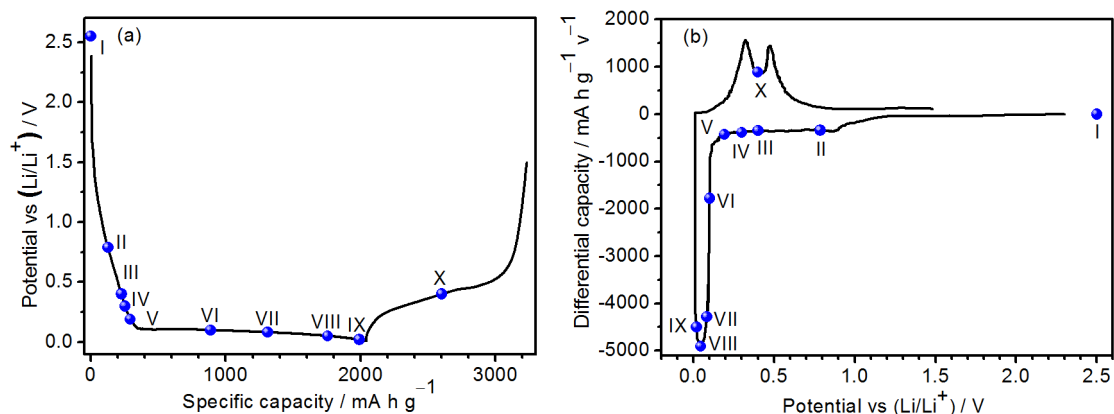 (a)
I
II
III
IV
V
VI
VII
VIII
IX
X
2.5
2.0
1.5
1.0
0.5
0.0
Potential vs (Li/Li⁺) / V
0
1000
2000
3000
Specific capacity / mA h g⁻¹
(b)
X
V
IV
III
II
I
VI
IX
VII
VIII
2000
1000
0
-1000
-2000
-3000
-4000
-5000
Differential capacity / mA h g⁻¹ v⁻¹
0.0
0.5
1.0
1.5
2.0
2.5
Potential vs (Li/Li⁺) / V